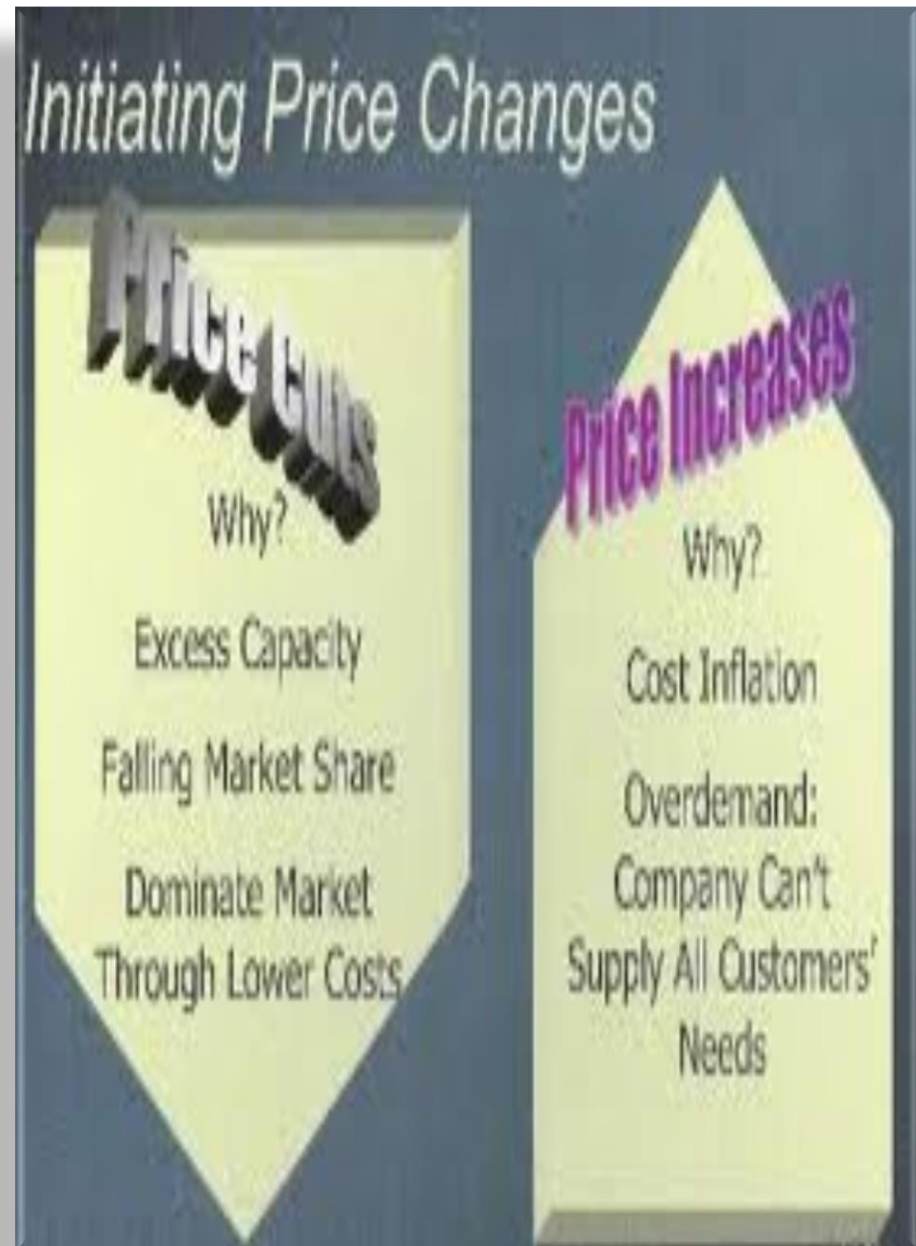 Initiating Price Changes
Price Cuts
Why?
Excess Capacity
Falling Market Share
Dominate Market
Through Lower Costs
Price Increases
Why?
Cost Inflation
Overdemand:
Company Can't
Supply All Customers'
Needs